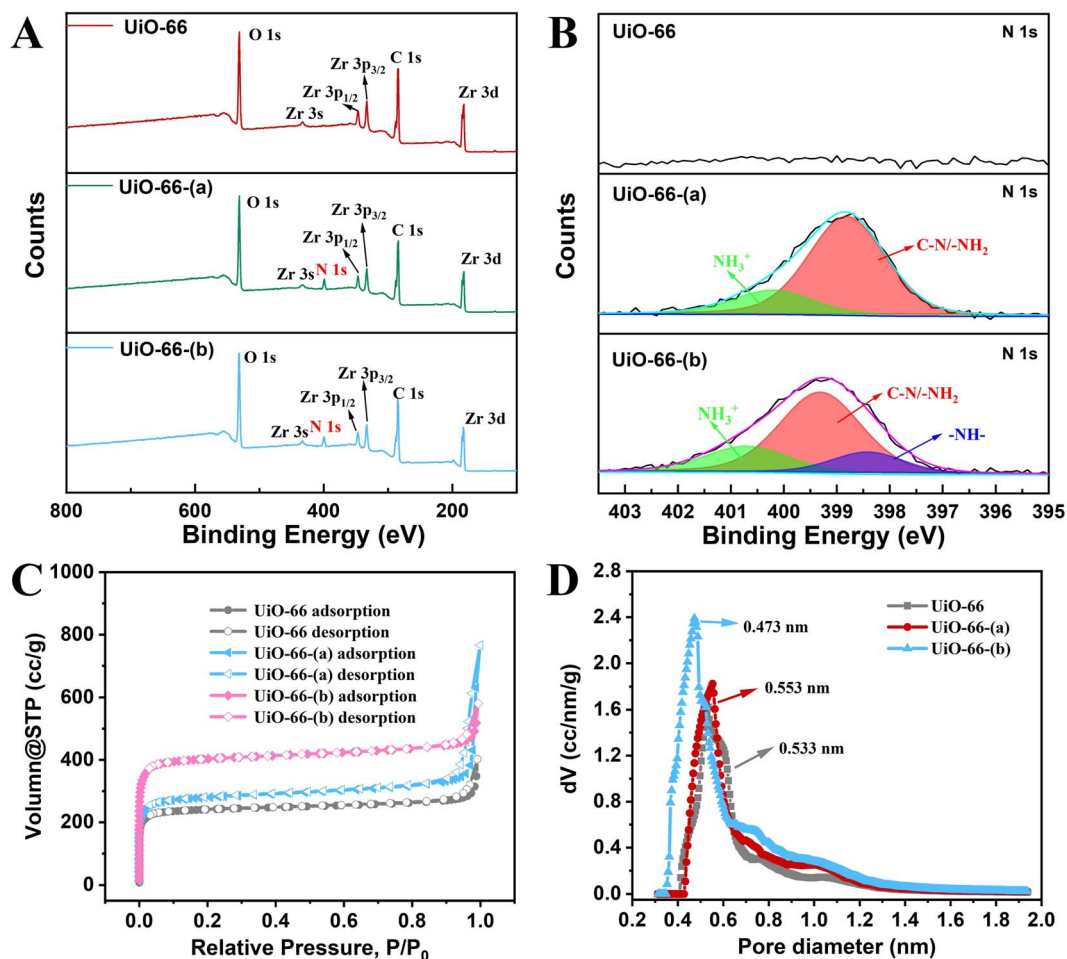 A
UiO-66
O 1s
Zr 3s
Zr 3p1/2
Zr 3p3/2
C 1s
Zr 3d
UiO-66-(a)
O 1s
Zr 3s
N 1s
Zr 3p1/2
Zr 3p3/2
C 1s
Zr 3d
UiO-66-(b)
O 1s
Zr 3s
N 1s
Zr 3p1/2
Zr 3p3/2
C 1s
Zr 3d
Counts
800 600 400 200
Binding Energy (eV)
B
UiO-66
N 1s
UiO-66-(a)
N 1s
NH3+
C-N/-NH2
UiO-66-(b)
N 1s
NH3+
C-N/-NH2
-NH-
Counts
403 402 401 400 399 398 397 396 395
Binding Energy (eV)
C
1000
800
600
400
200
0
Volumn@STP (cc/g)
UiO-66 adsorption
UiO-66 desorption
UiO-66-(a) adsorption
UiO-66-(a) desorption
UiO-66-(b) adsorption
UiO-66-(b) desorption
0.0 0.2 0.4 0.6 0.8 1.0
Relative Pressure, P/P0
D
2.8
2.4
2.0
1.6
1.2
0.8
0.4
0.0
dV (cc/nm/g)
UiO-66
UiO-66-(a)
UiO-66-(b)
0.473 nm
0.553 nm
0.533 nm
0.2 0.4 0.6 0.8 1.0 1.2 1.4 1.6 1.8 2.0
Pore diameter (nm)